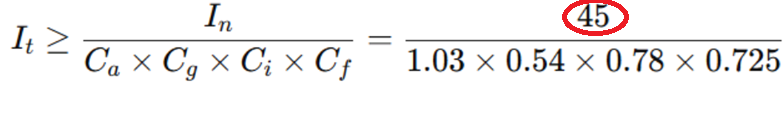 I_t ≥ I_n / (C_a × C_g × C_i × C_f) = 45 / (1.03 × 0.54 × 0.78 × 0.725)